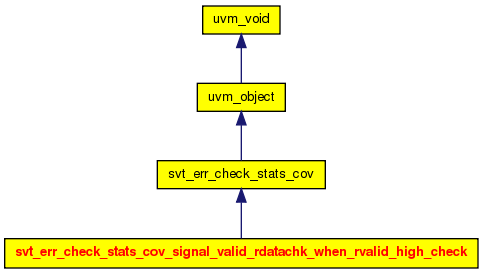 uvm_void
uvm_object
svt_err_check_stats_cov
svt_err_check_stats_cov_signal_valid_rdatachk_when_rvalid_high_check